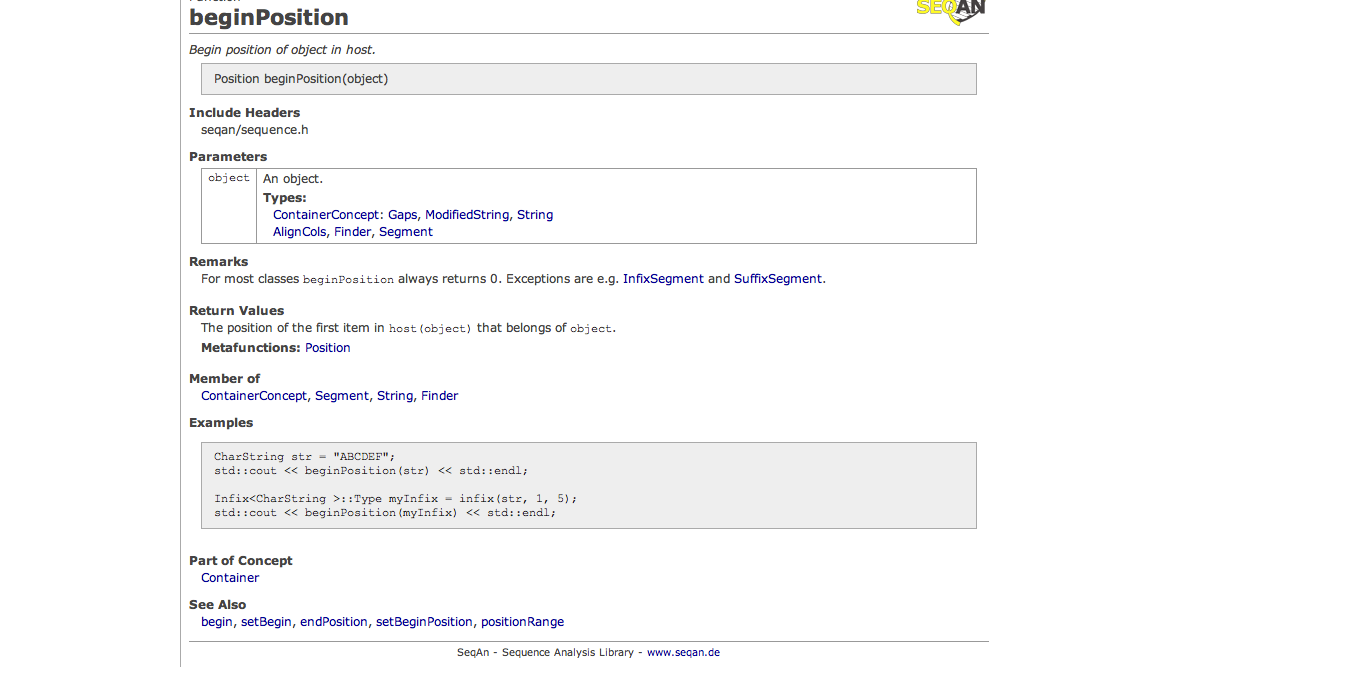 Function
beginPosition
SEQAN
Begin position of object in host.
Position beginPosition(object)
Include Headers
seqan/sequence.h
Parameters
object An object.
Types:
ContainerConcept: Gaps, ModifiedString, String
AlignCols, Finder, Segment
Remarks
For most classes beginPosition always returns 0. Exceptions are e.g. InfixSegment and SuffixSegment.
Return Values
The position of the first item in host(object) that belongs of object.
Metafunctions: Position
Member of
ContainerConcept, Segment, String, Finder
Examples
CharString str = "ABCDEF";
std::cout << beginPosition(str) << std::endl;
Infix<CharString >::Type myInfix = infix(str, 1, 5);
std::cout << beginPosition(myInfix) << std::endl;
Part of Concept
Container
See Also
begin, setBegin, endPosition, setBeginPosition, positionRange
SeqAn - Sequence Analysis Library - www.seqan.de